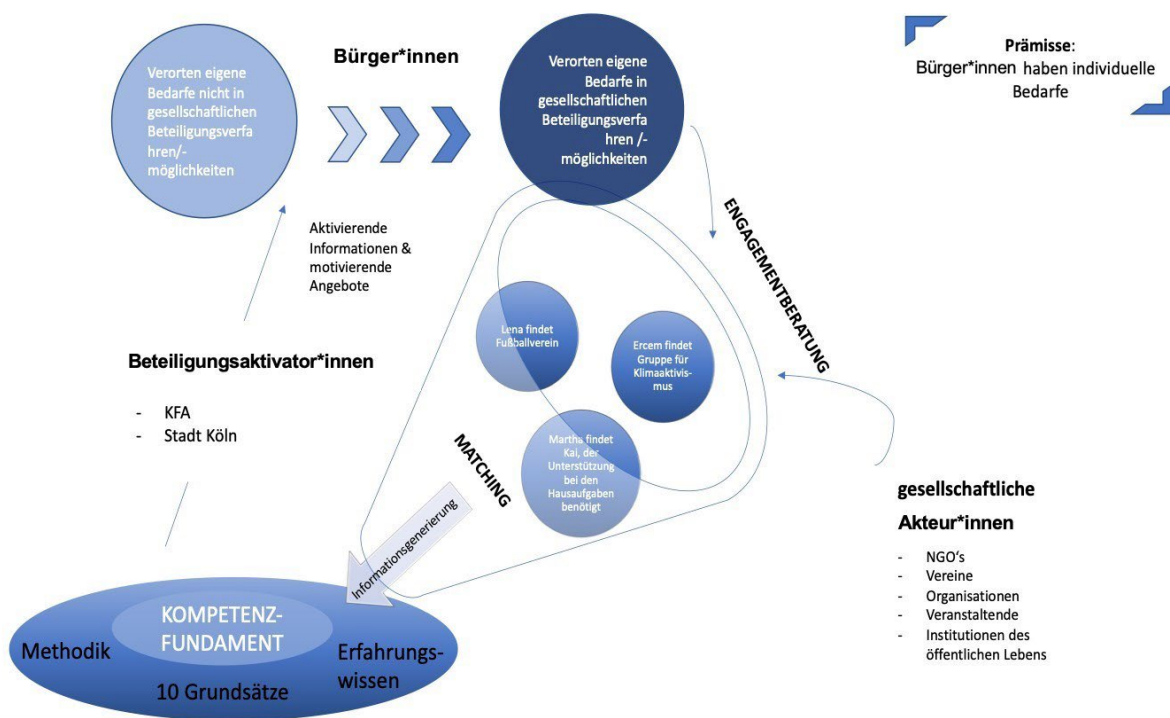 Bürger*innen
Verorten eigene
Bedarfe nicht in
gesellschaftlichen
Beteiligungsverfa
hren/-
möglichkeiten
Verorten eigene
Bedarfe in
gesellschaftlichen
Beteiligungsverfa
hren /-
möglichkeiten
Prämisse:
Bürger*innen haben individuelle
Bedarfe
Aktivierende
Informationen &
motivierende
Angebote
ENGAGEMENTBERATUNG
Lena findet
Fußballverein
Ercem findet
Gruppe für
Klimaaktivis-
mus
Martha findet
Kai, der
Unterstützung
bei den
Hausaufgaben
benötigt
MATCHING
Informationsgenerierung
Beteiligungsaktivator*innen
- KFA
- Stadt Köln
gesellschaftliche
Akteur*innen
- NGO‘s
- Vereine
- Organisationen
- Veranstaltende
- Institutionen des
öffentlichen Lebens
KOMPETENZ-
FUNDAMENT
Methodik
Erfahrungs-
wissen
10 Grundsätze